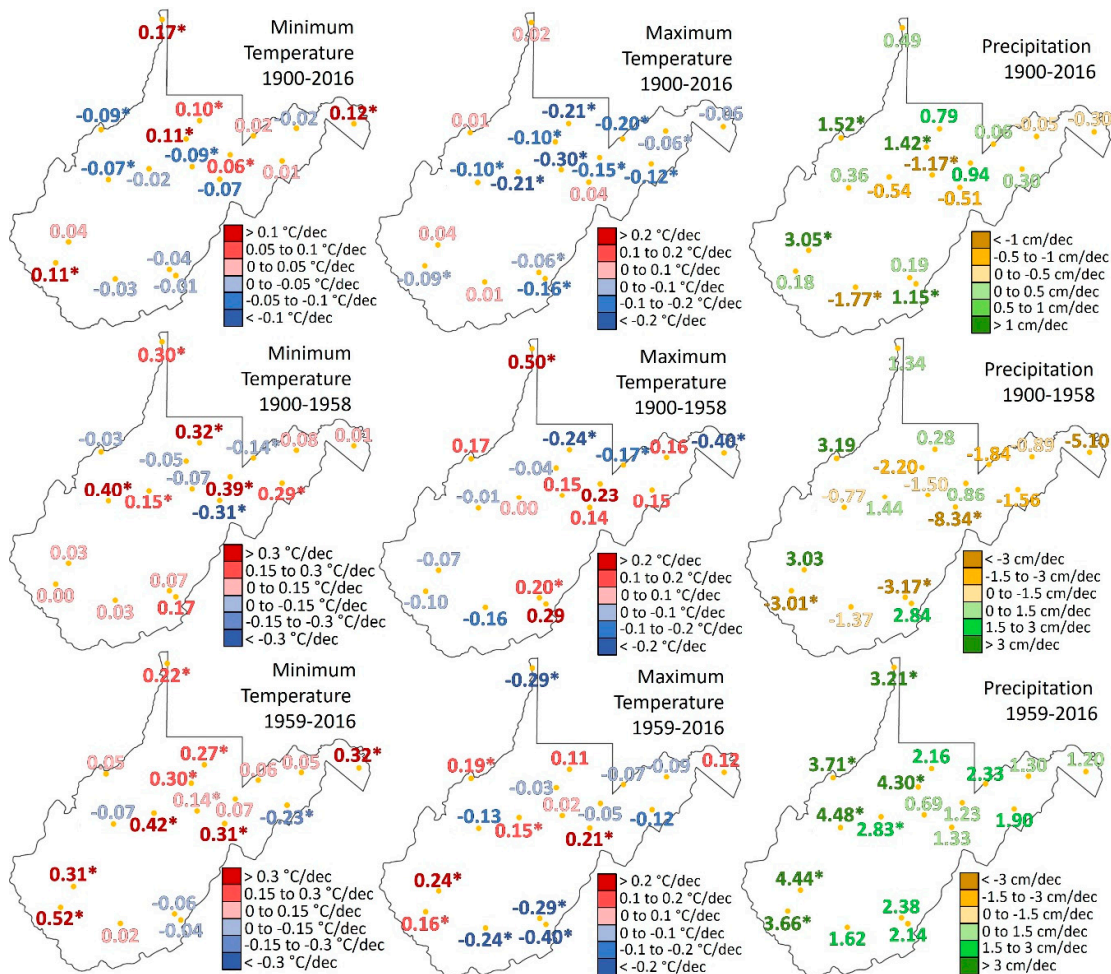 Minimum
Temperature
1900-2016
0.17*
-0.09*
0.10*
0.11*
0.02
-0.02
0.12*
-0.07*
-0.02
-0.09*
0.06*
0.01
-0.07
0.04
0.11*
-0.03
-0.04
-0.01
> 0.1 °C/dec
0.05 to 0.1 °C/dec
0 to 0.05 °C/dec
0 to -0.05 °C/dec
-0.05 to -0.1 °C/dec
< -0.1 °C/dec
Maximum
Temperature
1900-2016
0.02
0.01
-0.21*
-0.10*
-0.20*
-0.06*
-0.06
-0.10*
-0.21*
-0.30*
-0.15*
-0.12*
0.04
0.04
-0.09*
0.01
-0.06*
-0.16*
> 0.2 °C/dec
0.1 to 0.2 °C/dec
0 to 0.1 °C/dec
0 to -0.1 °C/dec
-0.1 to -0.2 °C/dec
< -0.2 °C/dec
Precipitation
1900-2016
0.49
1.52*
0.79
1.42*
0.06
-0.05
-0.30
0.36
-0.54
-1.17*
0.94
0.30
-0.51
3.05*
0.18
-1.77*
0.19
1.15*
< -1 cm/dec
-0.5 to -1 cm/dec
0 to -0.5 cm/dec
0 to 0.5 cm/dec
0.5 to 1 cm/dec
> 1 cm/dec
Minimum
Temperature
1900-1958
0.30*
-0.03
0.32*
-0.05
-0.14*
0.08
0.01
0.40*
0.15*
-0.07
0.39*
0.29*
-0.31*
0.03
0.00
0.03
0.07
0.17
> 0.3 °C/dec
0.15 to 0.3 °C/dec
0 to 0.15 °C/dec
0 to -0.15 °C/dec
-0.15 to -0.3 °C/dec
< -0.3 °C/dec
Maximum
Temperature
1900-1958
0.50*
0.17
-0.24*
-0.04
-0.17*
0.16
-0.40*
-0.01
0.00
0.15
0.23
0.15
0.14
-0.07
-0.10
-0.16
0.20*
0.29
> 0.2 °C/dec
0.1 to 0.2 °C/dec
0 to 0.1 °C/dec
0 to -0.1 °C/dec
-0.1 to -0.2 °C/dec
< -0.2 °C/dec
Precipitation
1900-1958
1.34
3.19
0.28
-2.20
-1.84
-0.89
-5.10
-0.77
1.44
-1.50
0.86
-1.56
-8.34*
3.03
-3.01*
-1.37
-3.17*
2.84
< -3 cm/dec
-1.5 to -3 cm/dec
0 to -1.5 cm/dec
0 to 1.5 cm/dec
1.5 to 3 cm/dec
> 3 cm/dec
Minimum
Temperature
1959-2016
0.22*
0.05
0.27*
0.30*
0.06
0.05
0.32*
-0.07
0.42*
0.14*
0.07
-0.23*
0.31*
0.31*
0.52*
0.02
-0.06
-0.04
> 0.3 °C/dec
0.15 to 0.3 °C/dec
0 to 0.15 °C/dec
0 to -0.15 °C/dec
-0.15 to -0.3 °C/dec
< -0.3 °C/dec
Maximum
Temperature
1959-2016
-0.29*
0.19*
0.11
-0.03
-0.07
-0.09
0.12
-0.13
0.15*
0.02
-0.05
-0.12
0.21*
0.24*
0.16*
-0.24*
-0.29*
-0.40*
> 0.2 °C/dec
0.1 to 0.2 °C/dec
0 to 0.1 °C/dec
0 to -0.1 °C/dec
-0.1 to -0.2 °C/dec
< -0.2 °C/dec
Precipitation
1959-2016
3.21*
3.71*
2.16
4.30*
2.33
1.30
1.20
4.48*
2.83*
0.69
1.23
1.90
1.33
4.44*
3.66*
1.62
2.38
2.14
< -3 cm/dec
-1.5 to -3 cm/dec
0 to -1.5 cm/dec
0 to 1.5 cm/dec
1.5 to 3 cm/dec
> 3 cm/dec